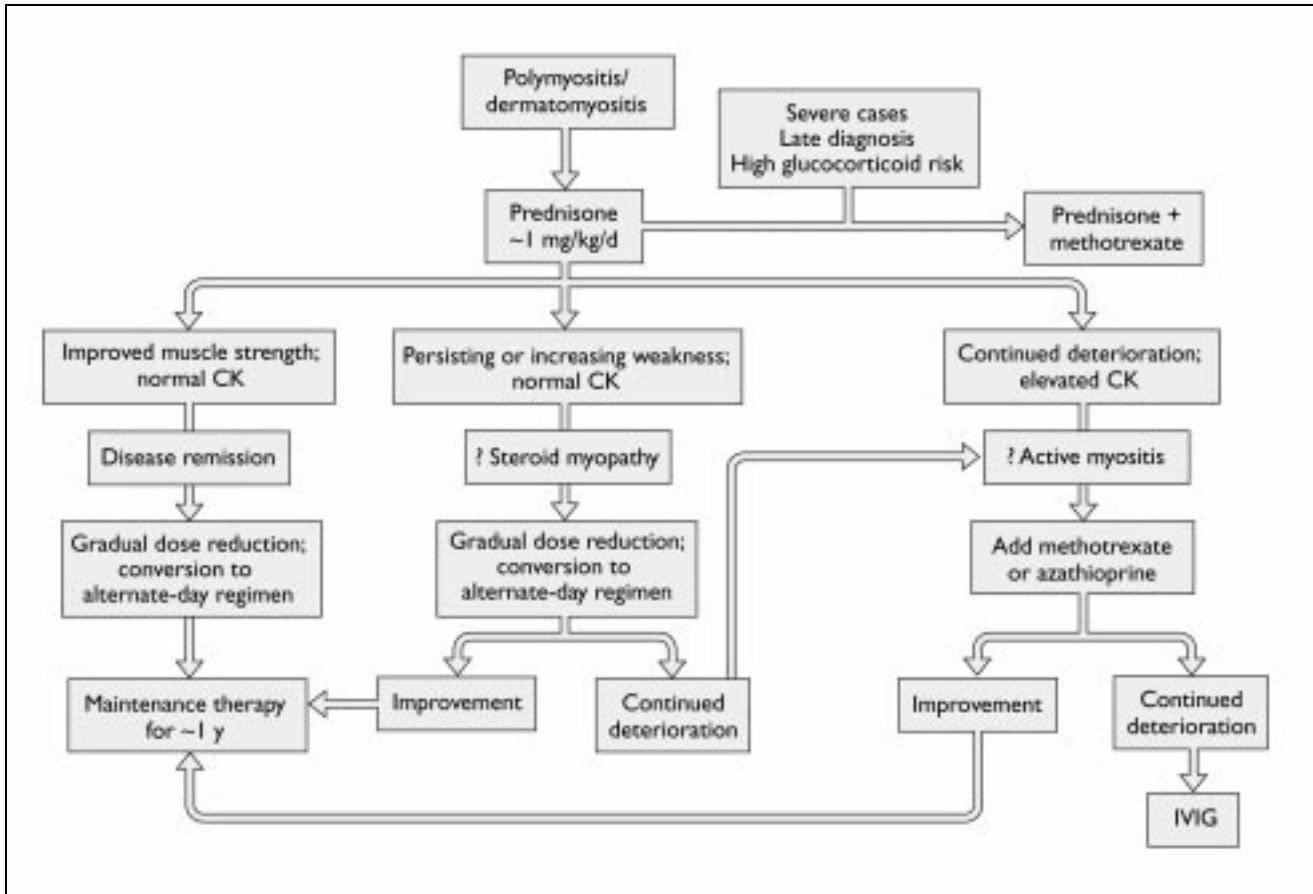 Polymyositis/
dermatomyositis
Severe cases
Late diagnosis
High glucocorticoid risk
Prednisone
~1 mg/kg/d
Prednisone +
methotrexate
Improved muscle strength;
normal CK
Persisting or increasing weakness;
normal CK
Continued deterioration;
elevated CK
Disease remission
? Steroid myopathy
? Active myositis
Gradual dose reduction;
conversion to
alternate-day regimen
Gradual dose reduction;
conversion to
alternate-day regimen
Add methotrexate
or azathioprine
Maintenance therapy
for ~1 y
Improvement
Continued
deterioration
Improvement
Continued
deterioration
IVIG